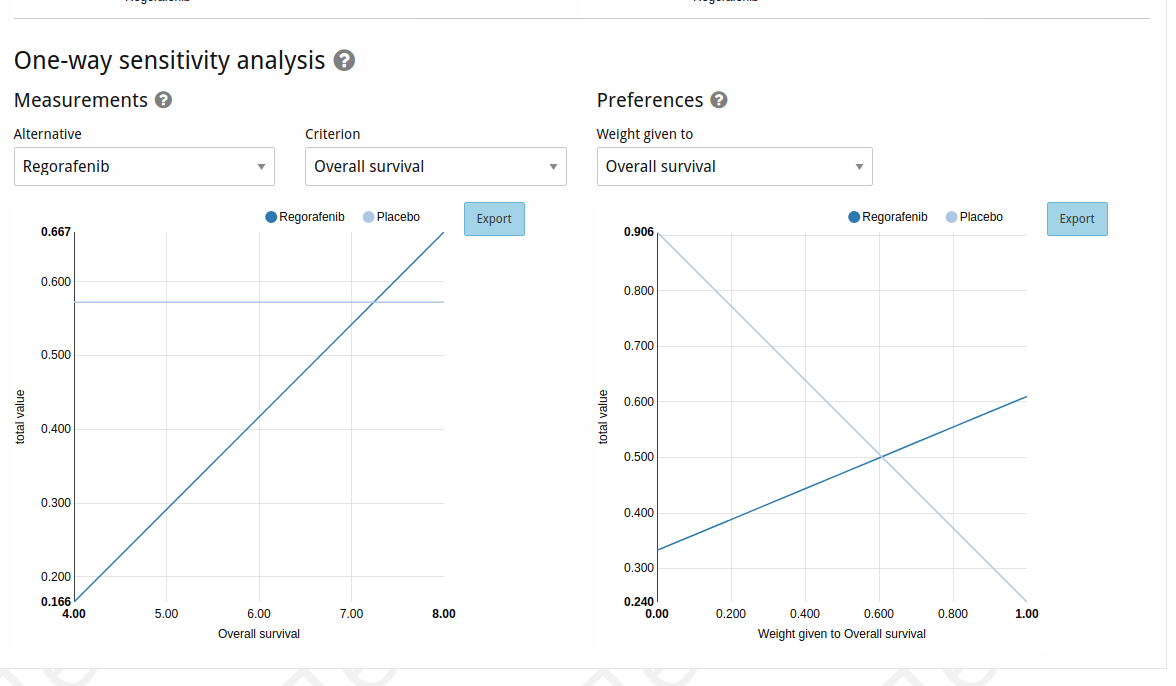 One-way sensitivity analysis ?
Measurements ?
Preferences ?
Alternative
Criterion
Weight given to
Regorafenib
Overall survival
Overall survival
Regorafenib Placebo
Export
0.667
0.600
0.500
0.400
0.300
0.200
0.166
total value
4.00 5.00 6.00 7.00 8.00
Overall survival
Regorafenib Placebo
Export
0.906
0.800
0.700
0.600
0.500
0.400
0.300
0.240
total value
0.00 0.200 0.400 0.600 0.800 1.00
Weight given to Overall survival